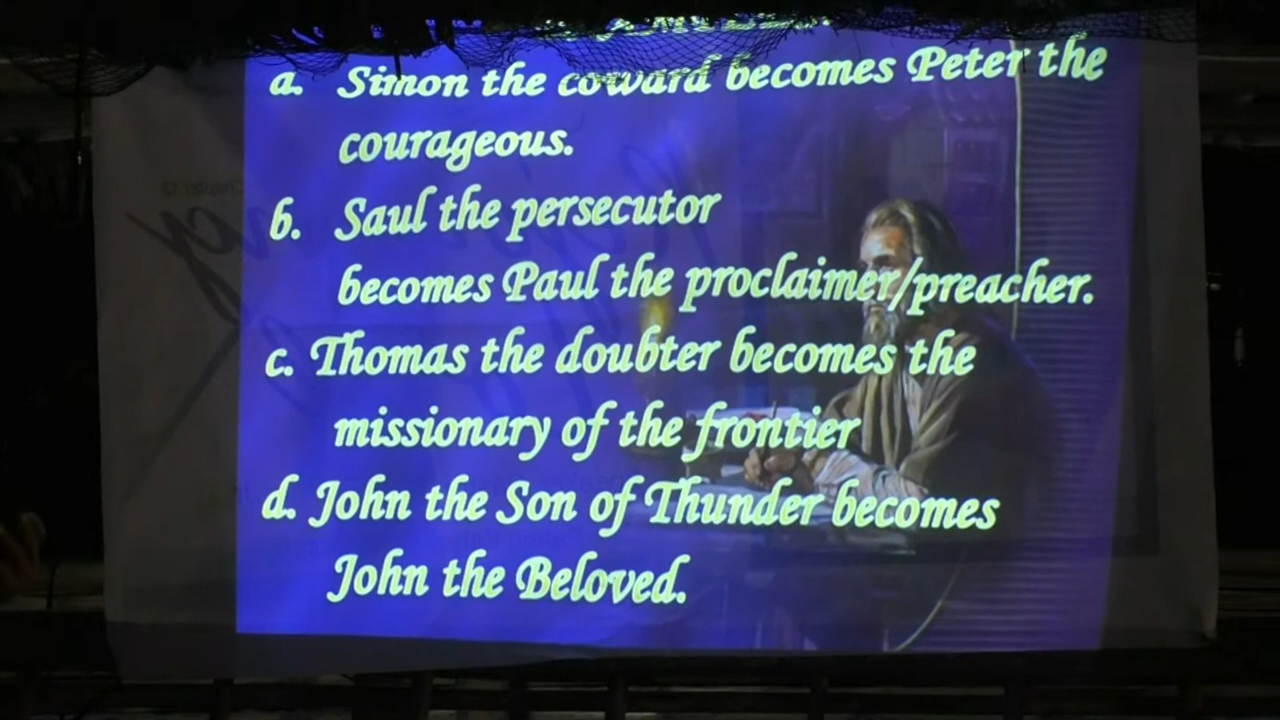 a. Simon the coward becomes Peter the
courageous.
b. Saul the persecutor
becomes Paul the proclaimer/preacher.
c. Thomas the doubter becomes the
missionary of the frontier
d. John the Son of Thunder becomes
John the Beloved.